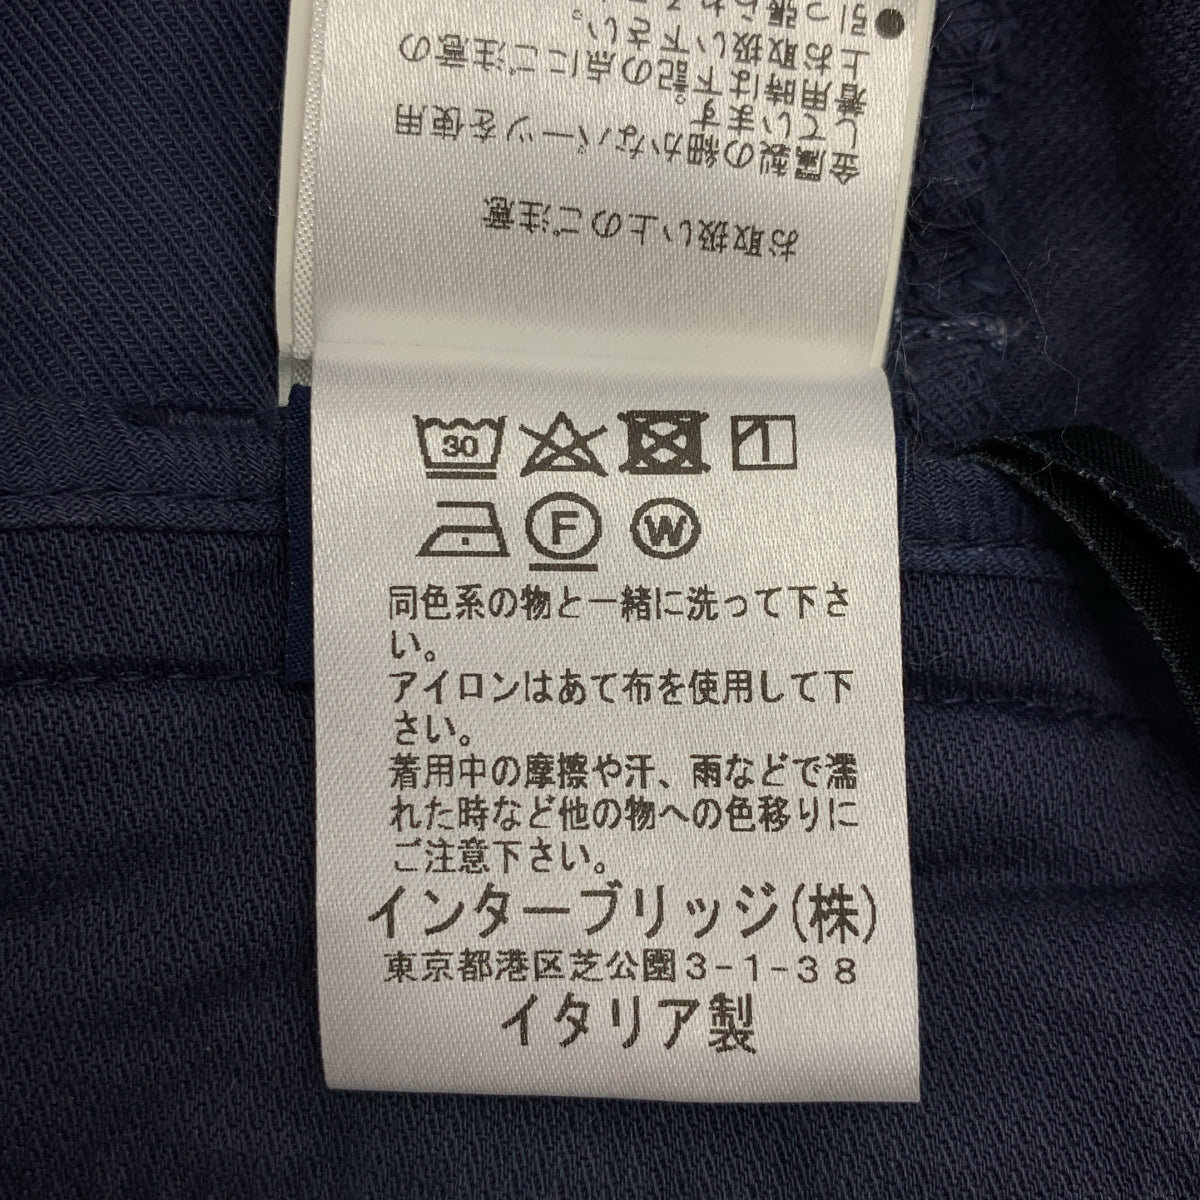 お取扱い上のご注意
金属製の細かなパーツを使用
しています。
着用時は下記の点にご注意の
上お取扱い下さい。
●引っ張られ
30
F
W
同色系の物と一緒に洗って下さ
い。
アイロンはあて布を使用して下
さい。
着用中の摩擦や汗、雨などで濡
れた時など他の物への色移りに
ご注意下さい。
インターブリッジ(株)
東京都港区芝公園3-1-38
イタリア製